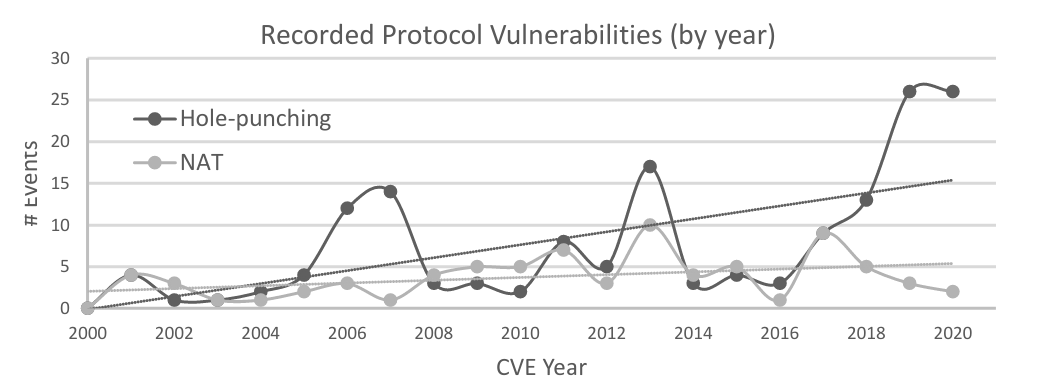 Recorded Protocol Vulnerabilities (by year)
30
25
20
15
10
5
0
# Events
Hole-punching
NAT
2000 2002 2004 2006 2008 2010 2012 2014 2016 2018 2020
CVE Year